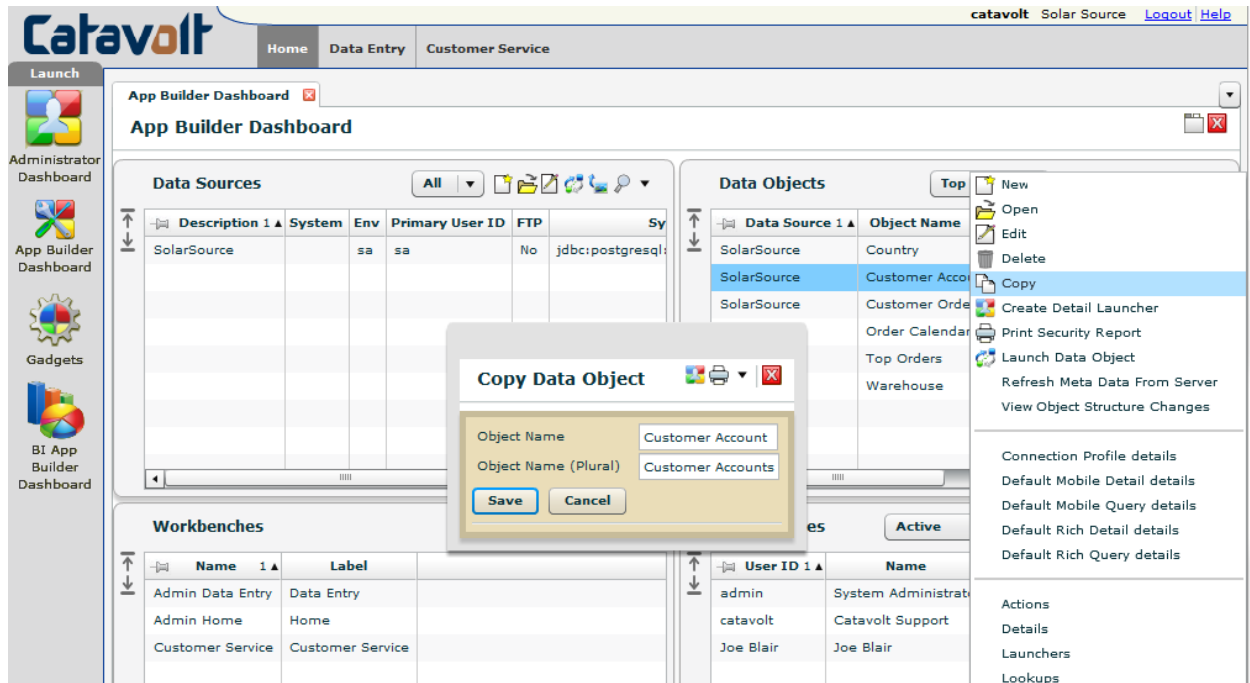 catavolt Solar Source Logout Help
Catavolt
Home Data Entry Customer Service
Launch
Administrator
Dashboard
App Builder
Dashboard
Gadgets
BI App
Builder
Dashboard
App Builder Dashboard
App Builder Dashboard
Data Sources All
Description 1 System Env Primary User ID FTP Sy
SolarSource sa sa No jdbc:postgresql:
Data Objects Top
Data Source 1 Object Name
SolarSource Country
SolarSource Customer Acco
SolarSource Customer Orde
Order Calendar
Top Orders
Warehouse
New
Open
Edit
Delete
Copy
Create Detail Launcher
Print Security Report
Launch Data Object
Refresh Meta Data From Server
View Object Structure Changes
Connection Profile details
Default Mobile Detail details
Default Mobile Query details
Default Rich Detail details
Default Rich Query details
Actions
Details
Launchers
Lookups
Copy Data Object
Object Name Customer Account
Object Name (Plural) Customer Accounts
Save Cancel
Workbenches
Name 1 Label
Admin Data Entry Data Entry
Admin Home Home
Customer Service Customer Service
es Active
User ID 1 Name
admin System Administrat
catavolt Catavolt Support
Joe Blair Joe Blair